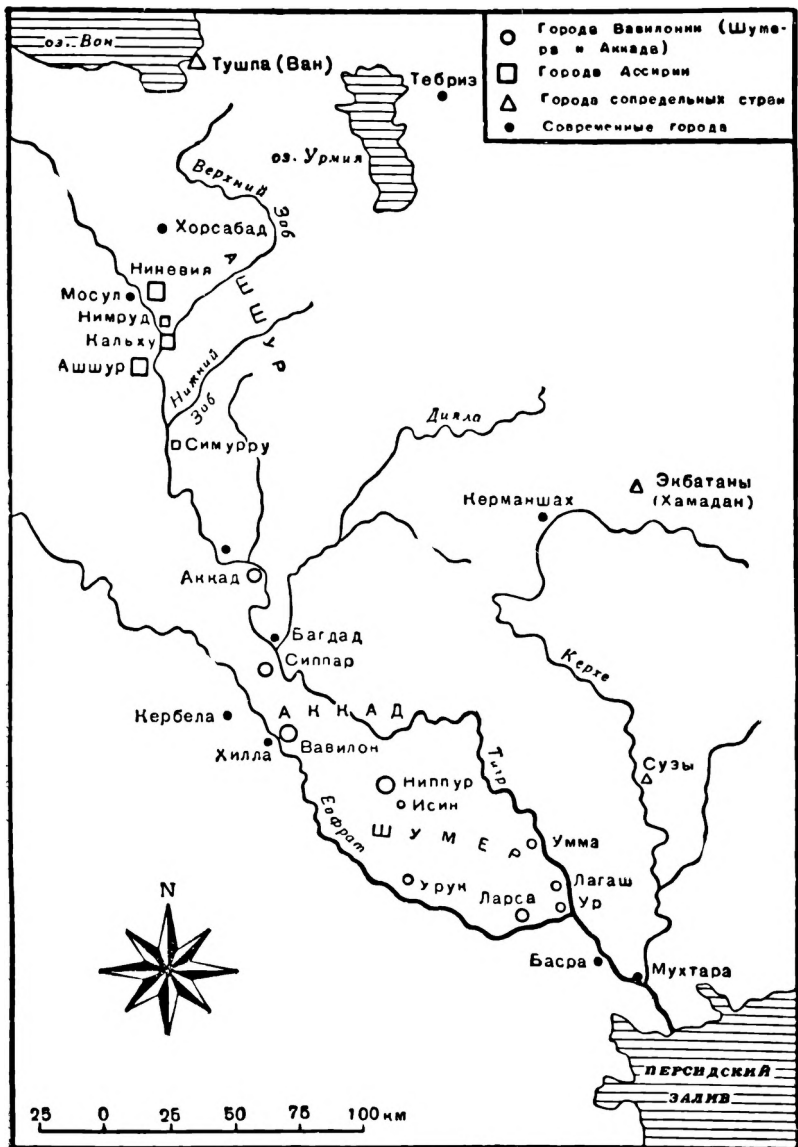 оз. Ван
Тушпа (Ван)
Тебриз
оз. Урмия
Города Вавилонии (Шуме-
ра и Аккада)
Города Ассирии
Города сопредельных стран
Современные города
Верхний Заб
Хорсабад
АШШУР
Ниневия
Мосул
Нимруд
Кальху
Ашшур
Нижний Заб
Симурру
Дияла
Экбатаны
(Хамадан)
Керманшах
Аккад
Багдад
Сиппар
Керхе
АККАД
Кербела
Вавилон
Хилла
Тигр
Сузы
Ниппур
Исин
Евфрат
ШУМЕР
Умма
Урук
Лагаш
Ларса
Ур
N
Басра
Мухтара
ПЕРСИДСКИЙ
ЗАЛИВ
25 0 25 50 75 100 км